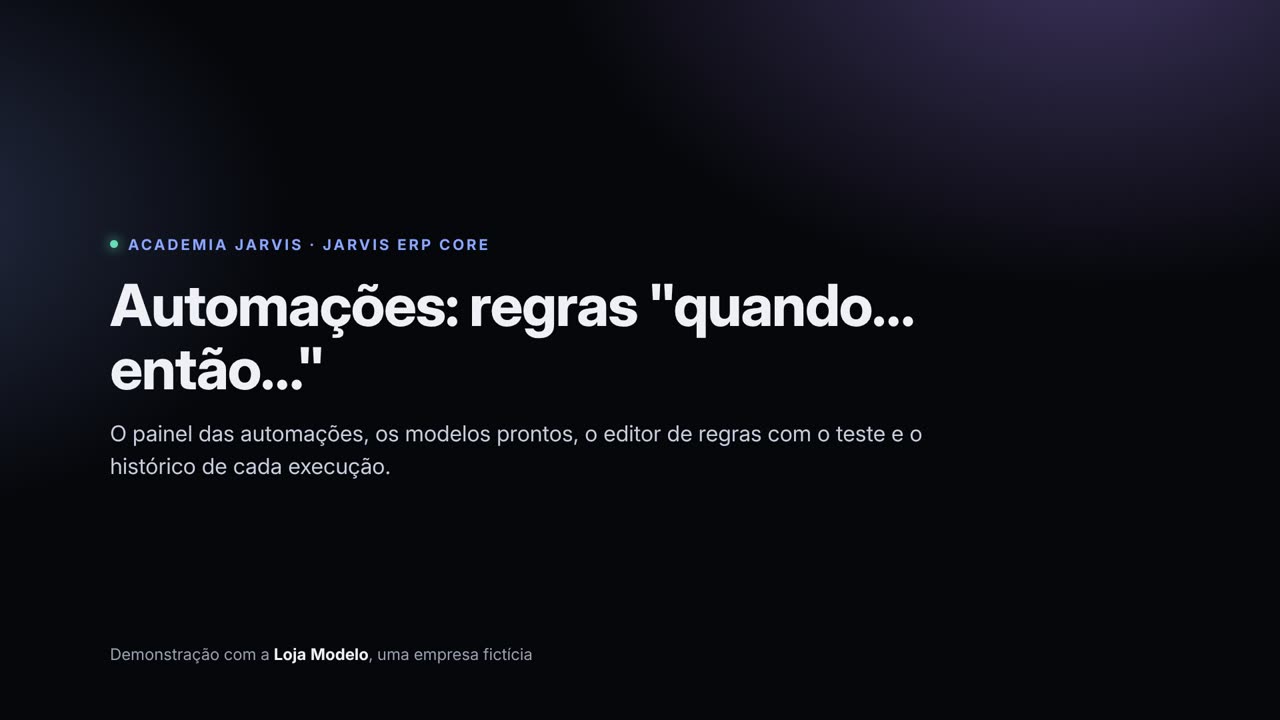 ACADEMIA JARVIS · JARVIS ERP CORE
Automações: regras "quando...
então..."
O painel das automações, os modelos prontos, o editor de regras com o teste e o
histórico de cada execução.
Demonstração com a Loja Modelo, uma empresa fictícia